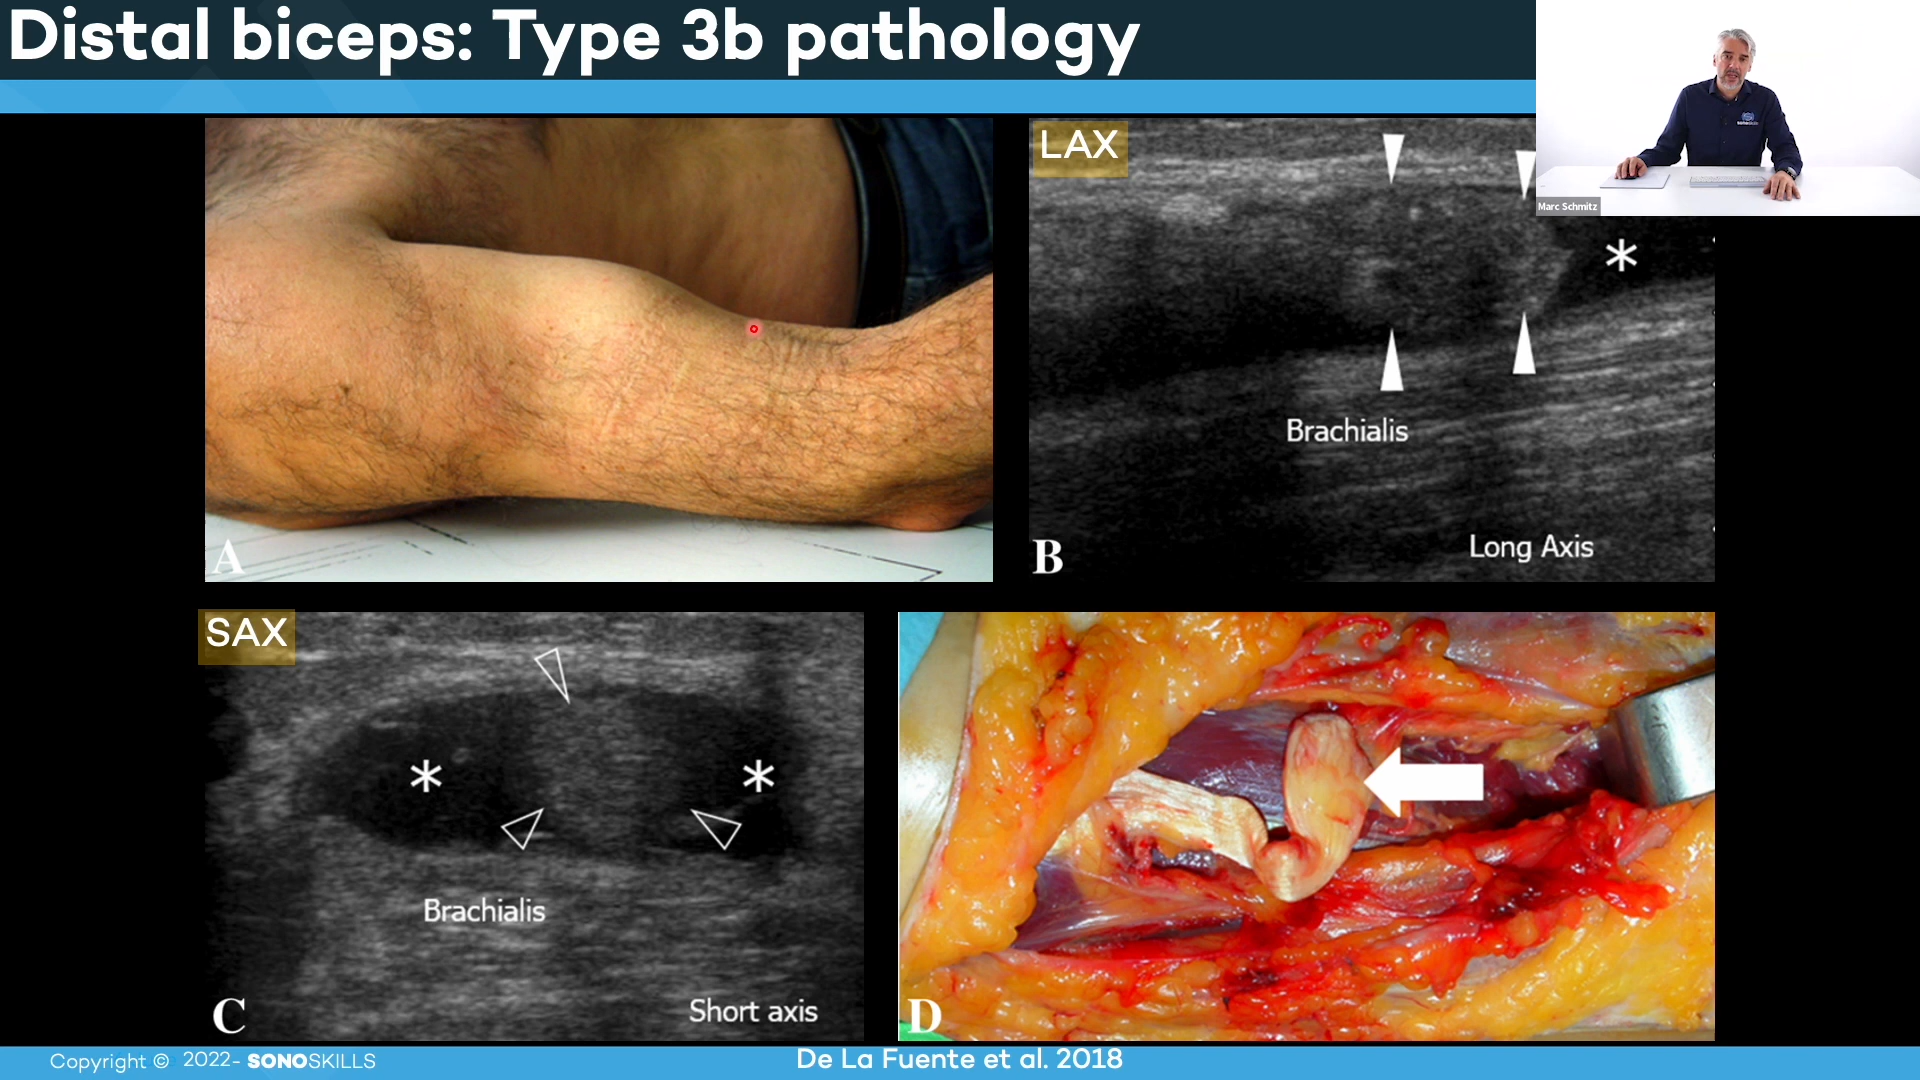 Distal biceps: Type 3b pathology
Marc Schmitz
A
LAX
Brachialis
Long Axis
B
SAX
Brachialis
Short axis
C
D
Copyright © 2022- SONOSKILLS
De La Fuente et al. 2018